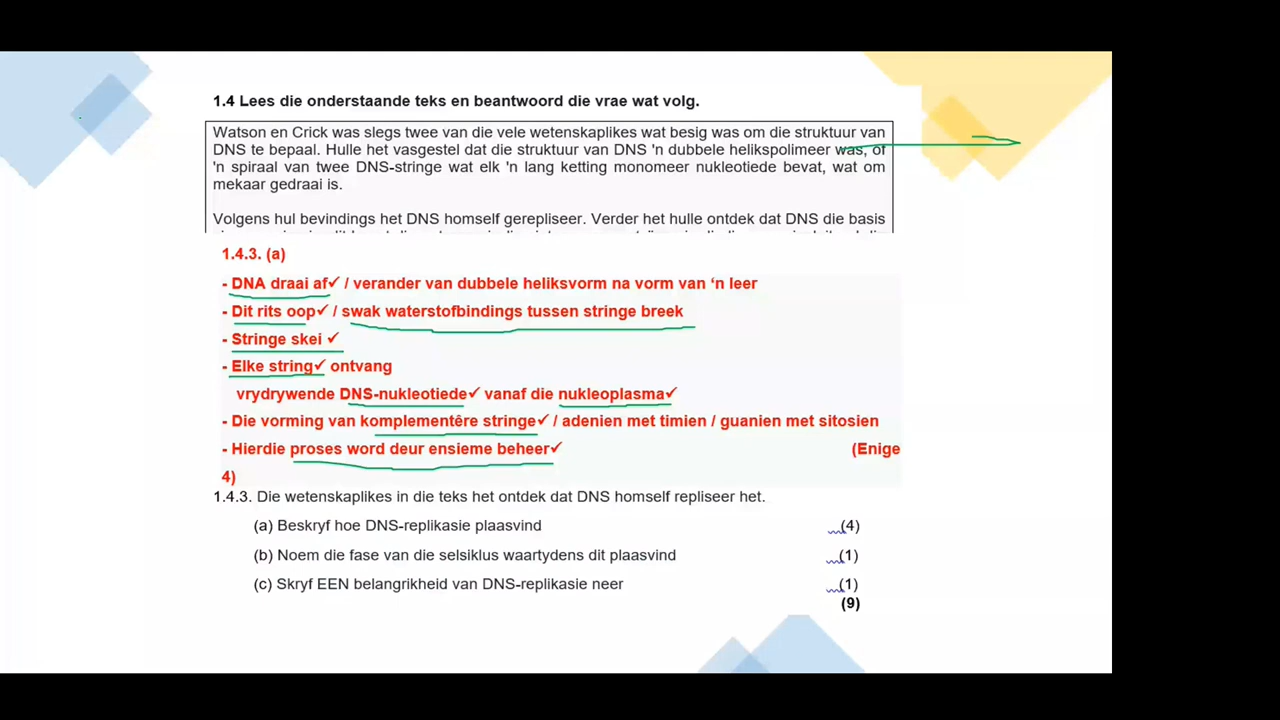 1.4 Lees die onderstaande teks en beantwoord die vrae wat volg.
Watson en Crick was slegs twee van die vele wetenskaplikes wat besig was om die struktuur van
DNS te bepaal. Hulle het vasgestel dat die struktuur van DNS 'n dubbele helikspolimeer was, of
'n spiraal van twee DNS-stringe wat elk 'n lang ketting monomeer nukleotiede bevat, wat om
mekaar gedraai is.
Volgens hul bevindings het DNS homself gerepliseer. Verder het hulle ontdek dat DNS die basis
1.4.3. (a)
- DNA draai af✓ / verander van dubbele heliksvorm na vorm van ‘n leer
- Dit rits oop✓ / swak waterstofbindings tussen stringe breek
- Stringe skei ✓
- Elke string✓ ontvang
vrydrywende DNS-nukleotiede✓ vanaf die nukleoplasma✓
- Die vorming van komplementêre stringe✓ / adenien met timien / guanien met sitosien
- Hierdie proses word deur ensieme beheer✓ (Enige
4)
1.4.3. Die wetenskaplikes in die teks het ontdek dat DNS homself repliseer het.
(a) Beskryf hoe DNS-replikasie plaasvind (4)
(b) Noem die fase van die selsiklus waartydens dit plaasvind (1)
(c) Skryf EEN belangrikheid van DNS-replikasie neer (1)
(9)